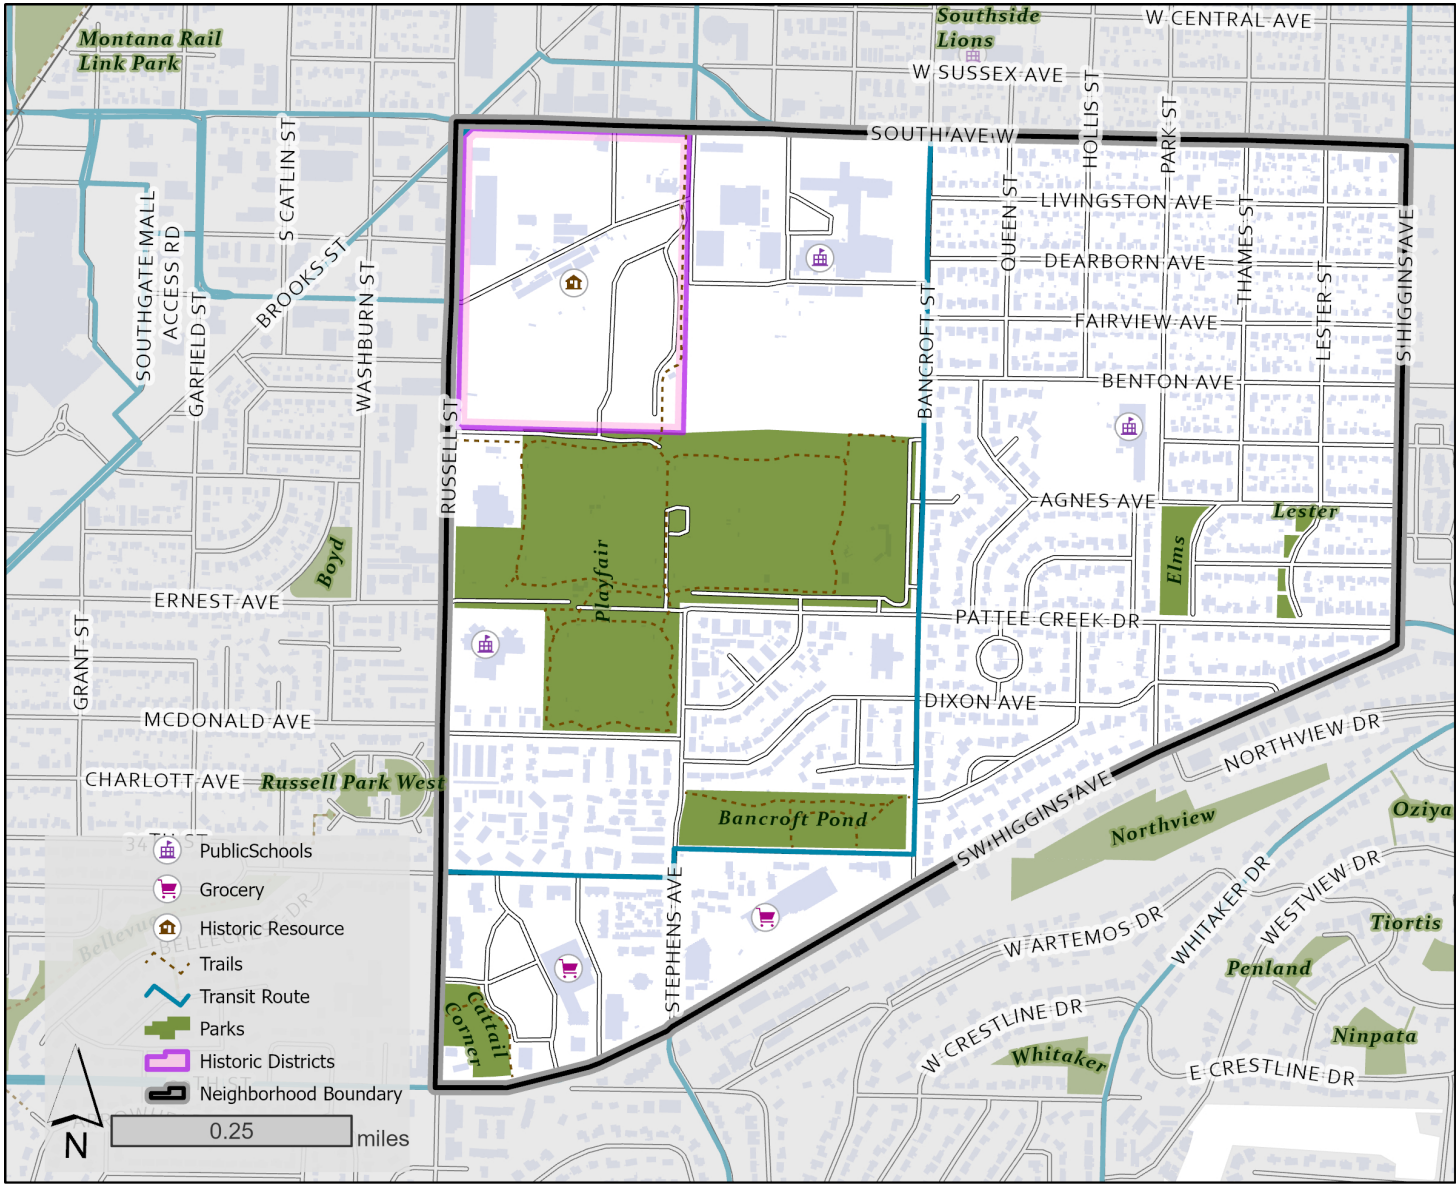 Montana Rail
Link Park
Southside
Lions
W CENTRAL AVE
W SUSSEX AVE
HOLLIS ST
PARK ST
SOUTH AVE W
S CATLIN ST
SOUTHGATE MALL
ACCESS RD
GARFIELD ST
BROOKS ST
WASHBURN ST
QUEEN ST
LIVINGSTON AVE
THAMES ST
DEARBORN AVE
LESTER ST
S HIGGINS AVE
FAIRVIEW AVE
BANCROFT ST
BENTON AVE
RUSSELL ST
AGNES AVE
Lester
Elms
Boyd
Playfair
ERNEST AVE
PATTEE CREEK DR
GRANT ST
DIXON AVE
MCDONALD AVE
NORTHVIEW DR
CHARLOTT AVE
Russell Park West
SW HIGGINS AVE
Bancroft Pond
Northview
Oziya
34TH ST
Bellevue
BELLECREST DR
STEPHENS AVE
W ARTEMOS DR
WHITAKER DR
WESTVIEW DR
Tiortis
Penland
Cattail
Corner
W CRESTLINE DR
Whitaker
Ninpata
E CRESTLINE DR
PublicSchools
Grocery
Historic Resource
Trails
Transit Route
Parks
Historic Districts
Neighborhood Boundary
N
0.25
miles